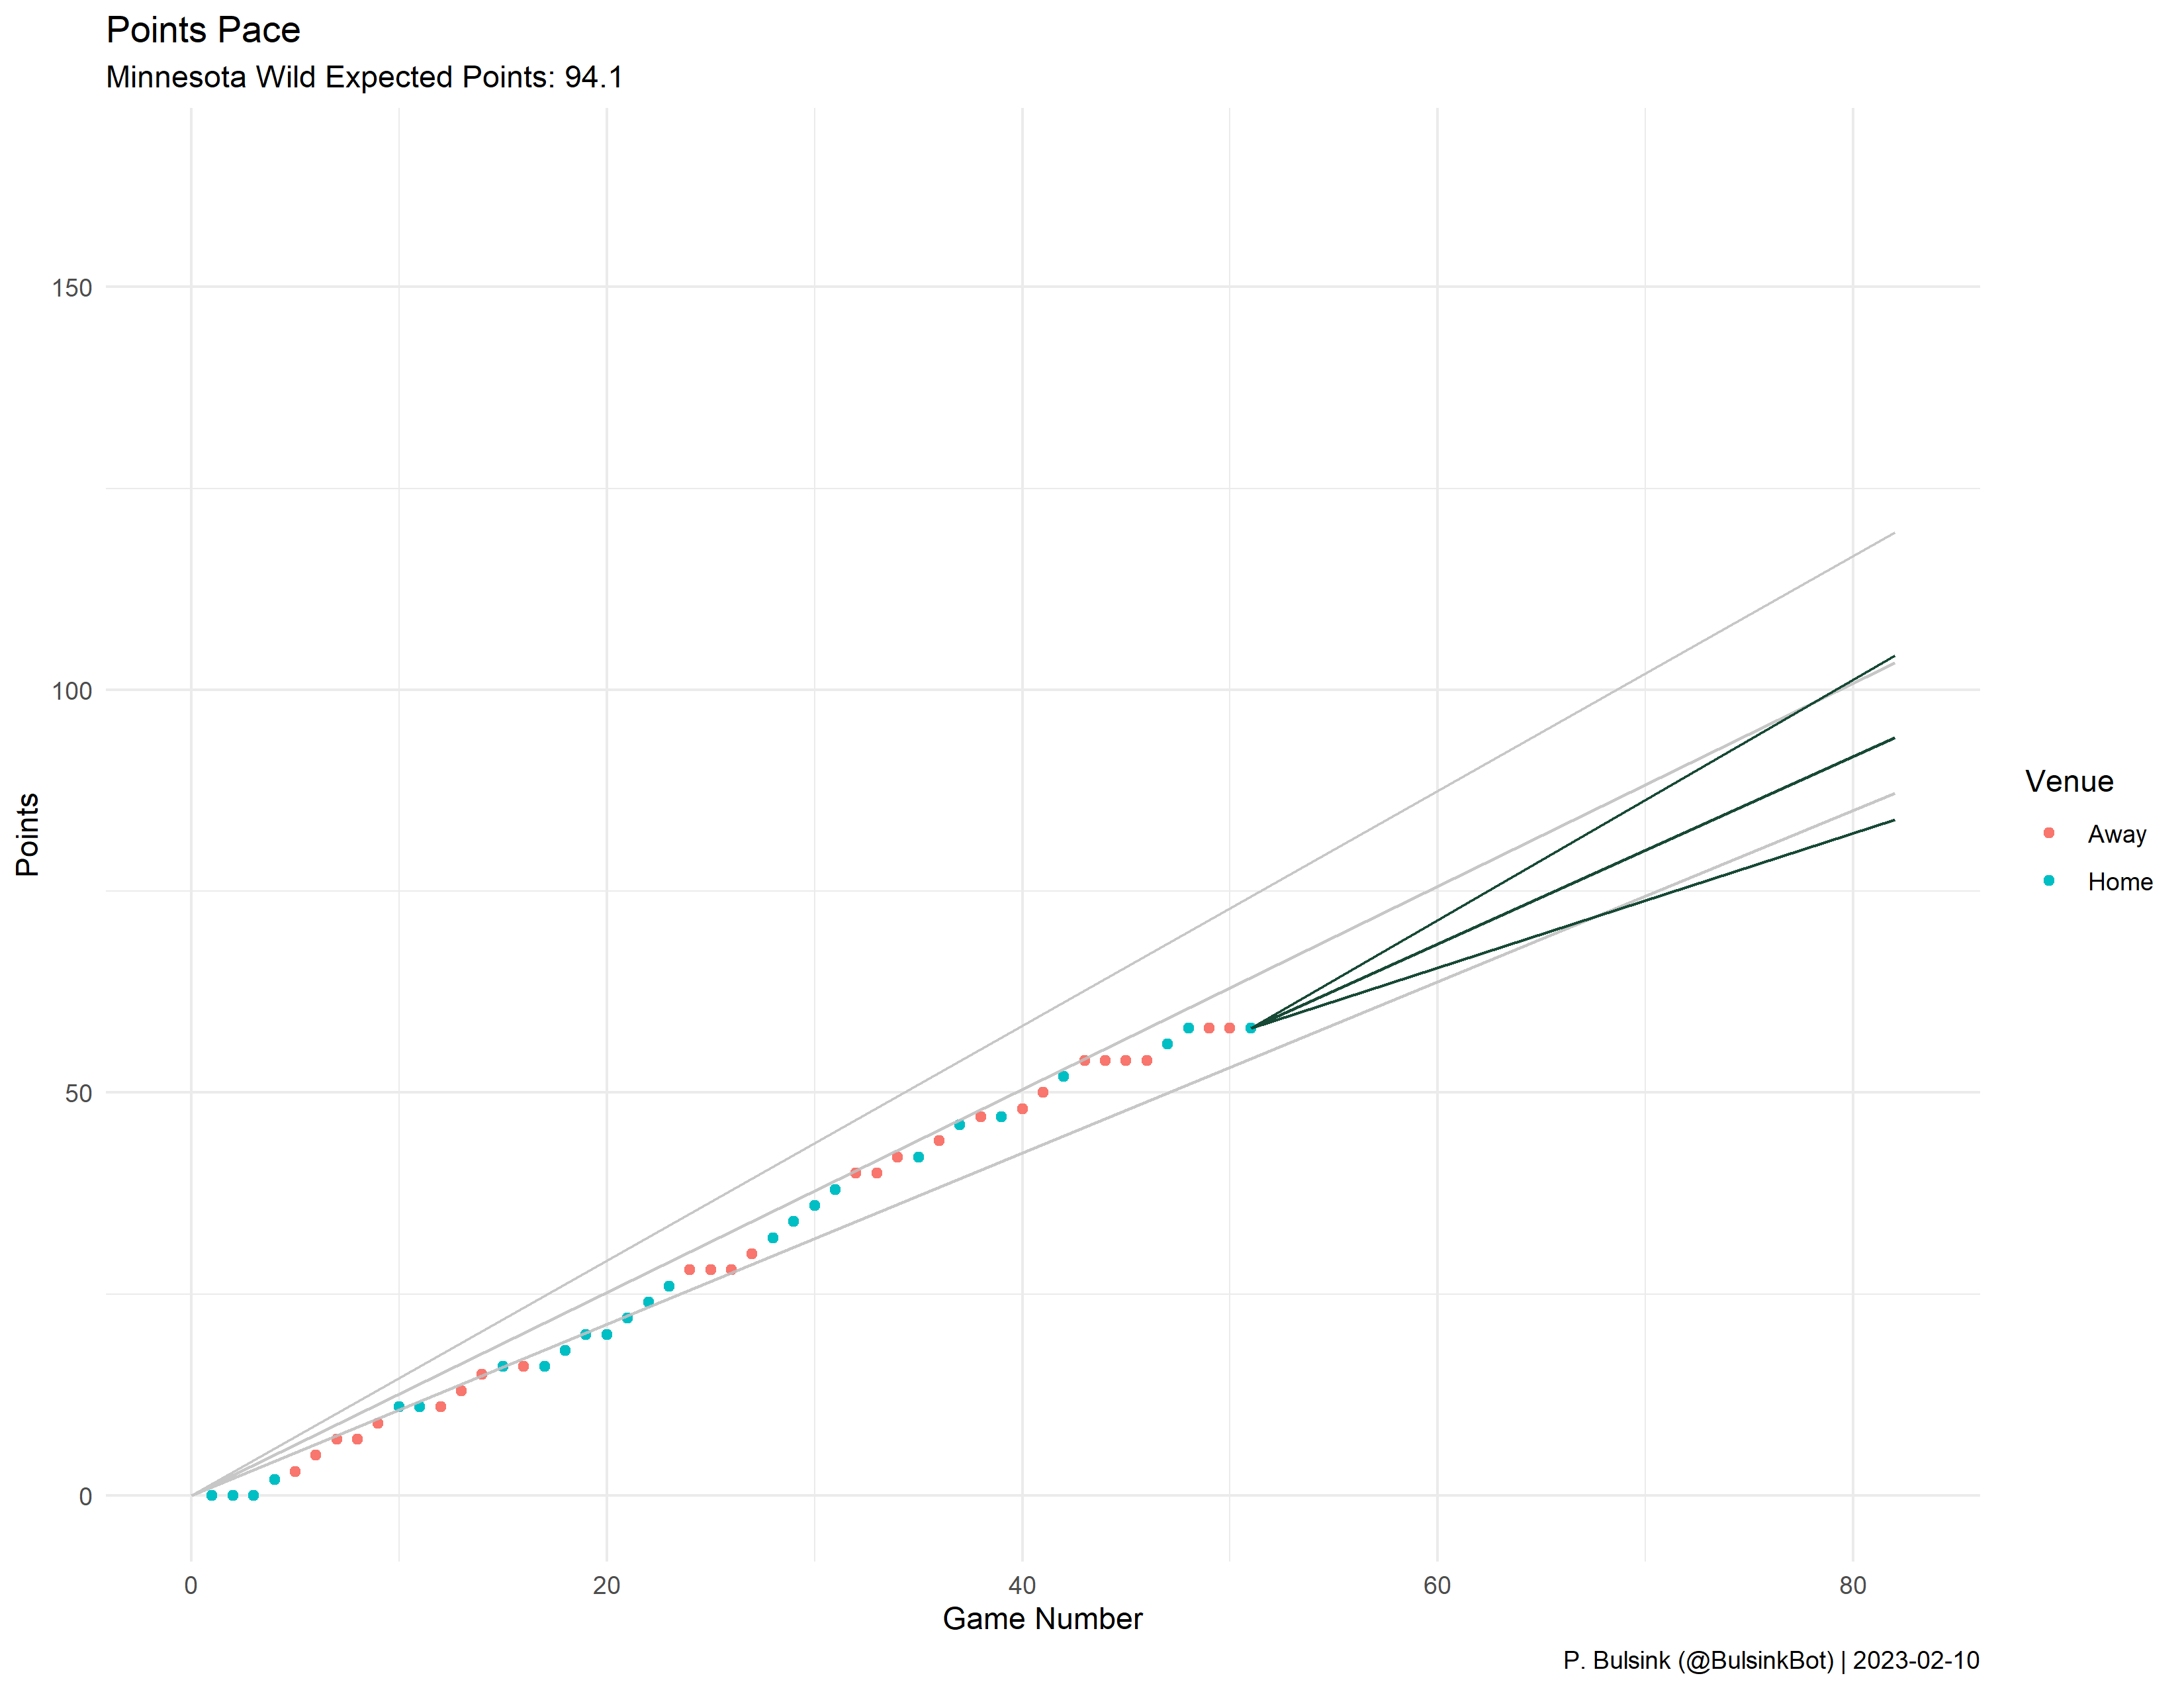 Points Pace
Minnesota Wild Expected Points: 94.1
150
100
50
0
Points
0 20 40 60 80
Game Number
Venue
Away
Home
P. Bulsink (@BulsinkBot) | 2023-02-10